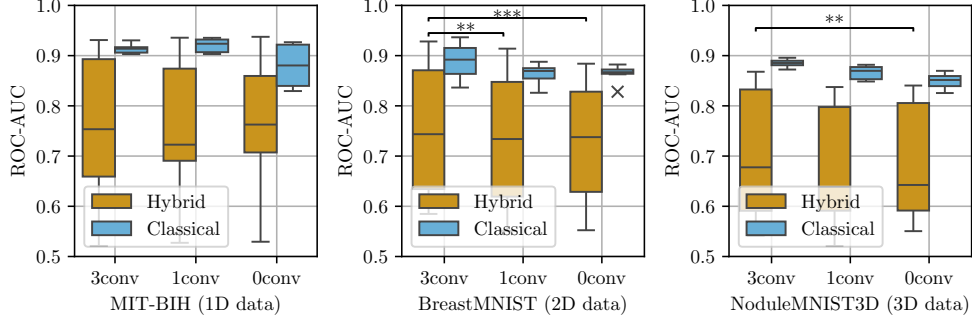 ROC-AUC
1.0
0.9
0.8
0.7
0.6
0.5
Hybrid
Classical
3conv 1conv 0conv
MIT-BIH (1D data)
ROC-AUC
1.0
0.9
0.8
0.7
0.6
0.5
***
**
Hybrid
Classical
3conv 1conv 0conv
BreastMNIST (2D data)
ROC-AUC
1.0
0.9
0.8
0.7
0.6
0.5
**
Hybrid
Classical
3conv 1conv 0conv
NoduleMNIST3D (3D data)